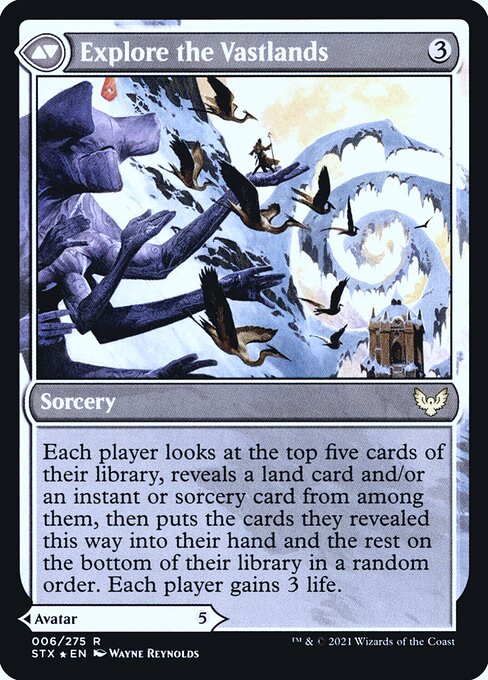 Explore the Vastlands 3
Sorcery
Each player looks at the top five cards of
their library, reveals a land card and/or
an instant or sorcery card from among
them, then puts the cards they revealed
this way into their hand and the rest on
the bottom of their library in a random
order. Each player gains 3 life.
Avatar 5
006/275 R
STX ★ EN Wayne Reynolds
™ & © 2021 Wizards of the Coast